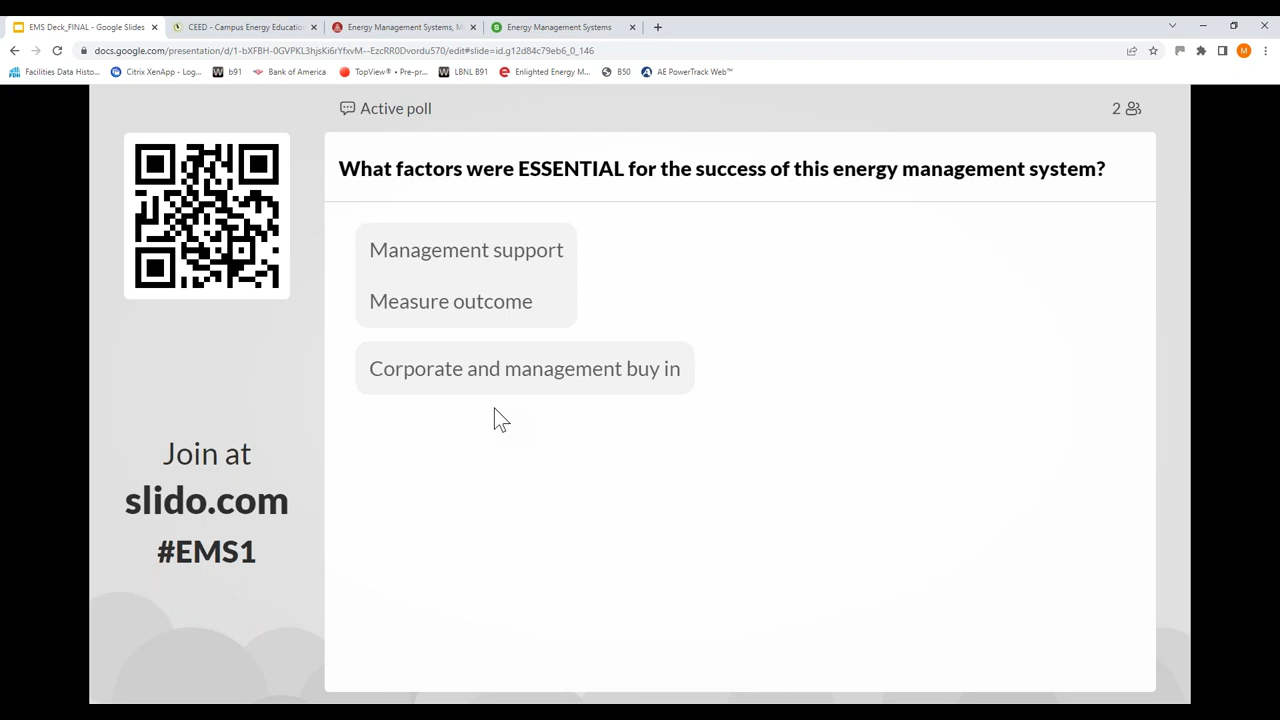 EMS Deck_FINAL - Google Slides
CEED - Campus Energy Educatio
Energy Management Systems, M
Energy Management Systems
docs.google.com/presentation/d/1-bXFBH-0GVPKL3hjsKi6rYfxvM--EzcRR0Dvordu570/edit#slide=id.g12d84c79eb6_0_146
M
Facilities Data Histo...
Citrix XenApp - Log...
b91
Bank of America
TopView® • Pre-pr...
LBNL B91
Enlighted Energy M...
B50
AE PowerTrack Web™
Active poll
2
What factors were ESSENTIAL for the success of this energy management system?
Management support
Measure outcome
Corporate and management buy in
Join at
slido.com
#EMS1